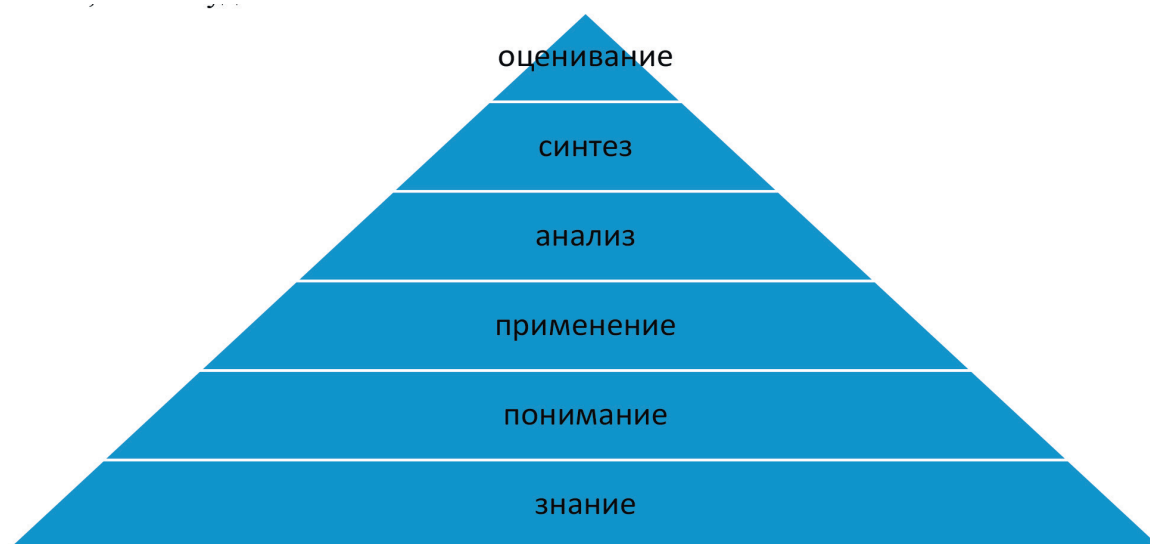 оценивание
синтез
анализ
применение
понимание
знание